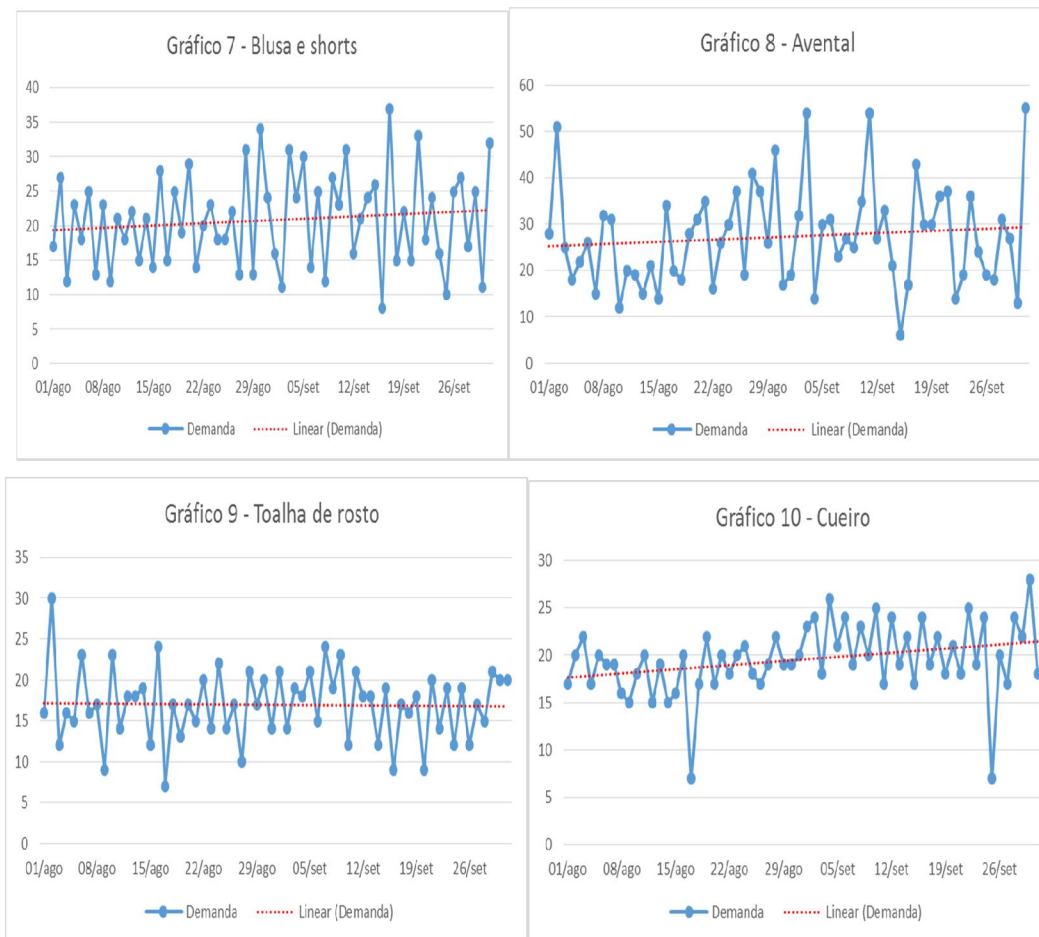 Gráfico 7 - Blusa e shorts
40
35
30
25
20
15
10
5
0
01/ago 08/ago 15/ago 22/ago 29/ago 05/set 12/set 19/set 26/set
Demanda Linear (Demanda)
Gráfico 8 - Avental
60
50
40
30
20
10
0
01/ago 08/ago 15/ago 22/ago 29/ago 05/set 12/set 19/set 26/set
Demanda Linear (Demanda)
Gráfico 9 - Toalha de rosto
35
30
25
20
15
10
5
0
01/ago 08/ago 15/ago 22/ago 29/ago 05/set 12/set 19/set 26/set
Demanda Linear (Demanda)
Gráfico 10 - Cueiro
30
25
20
15
10
5
0
01/ago 08/ago 15/ago 22/ago 29/ago 05/set 12/set 19/set 26/set
Demanda Linear (Demanda)